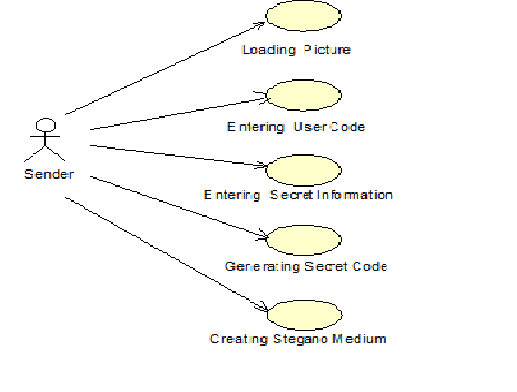 Loading Picture
Entering User Code
Sender
Entering Secret Information
Generating Secret Code
Creating Stegano Medium